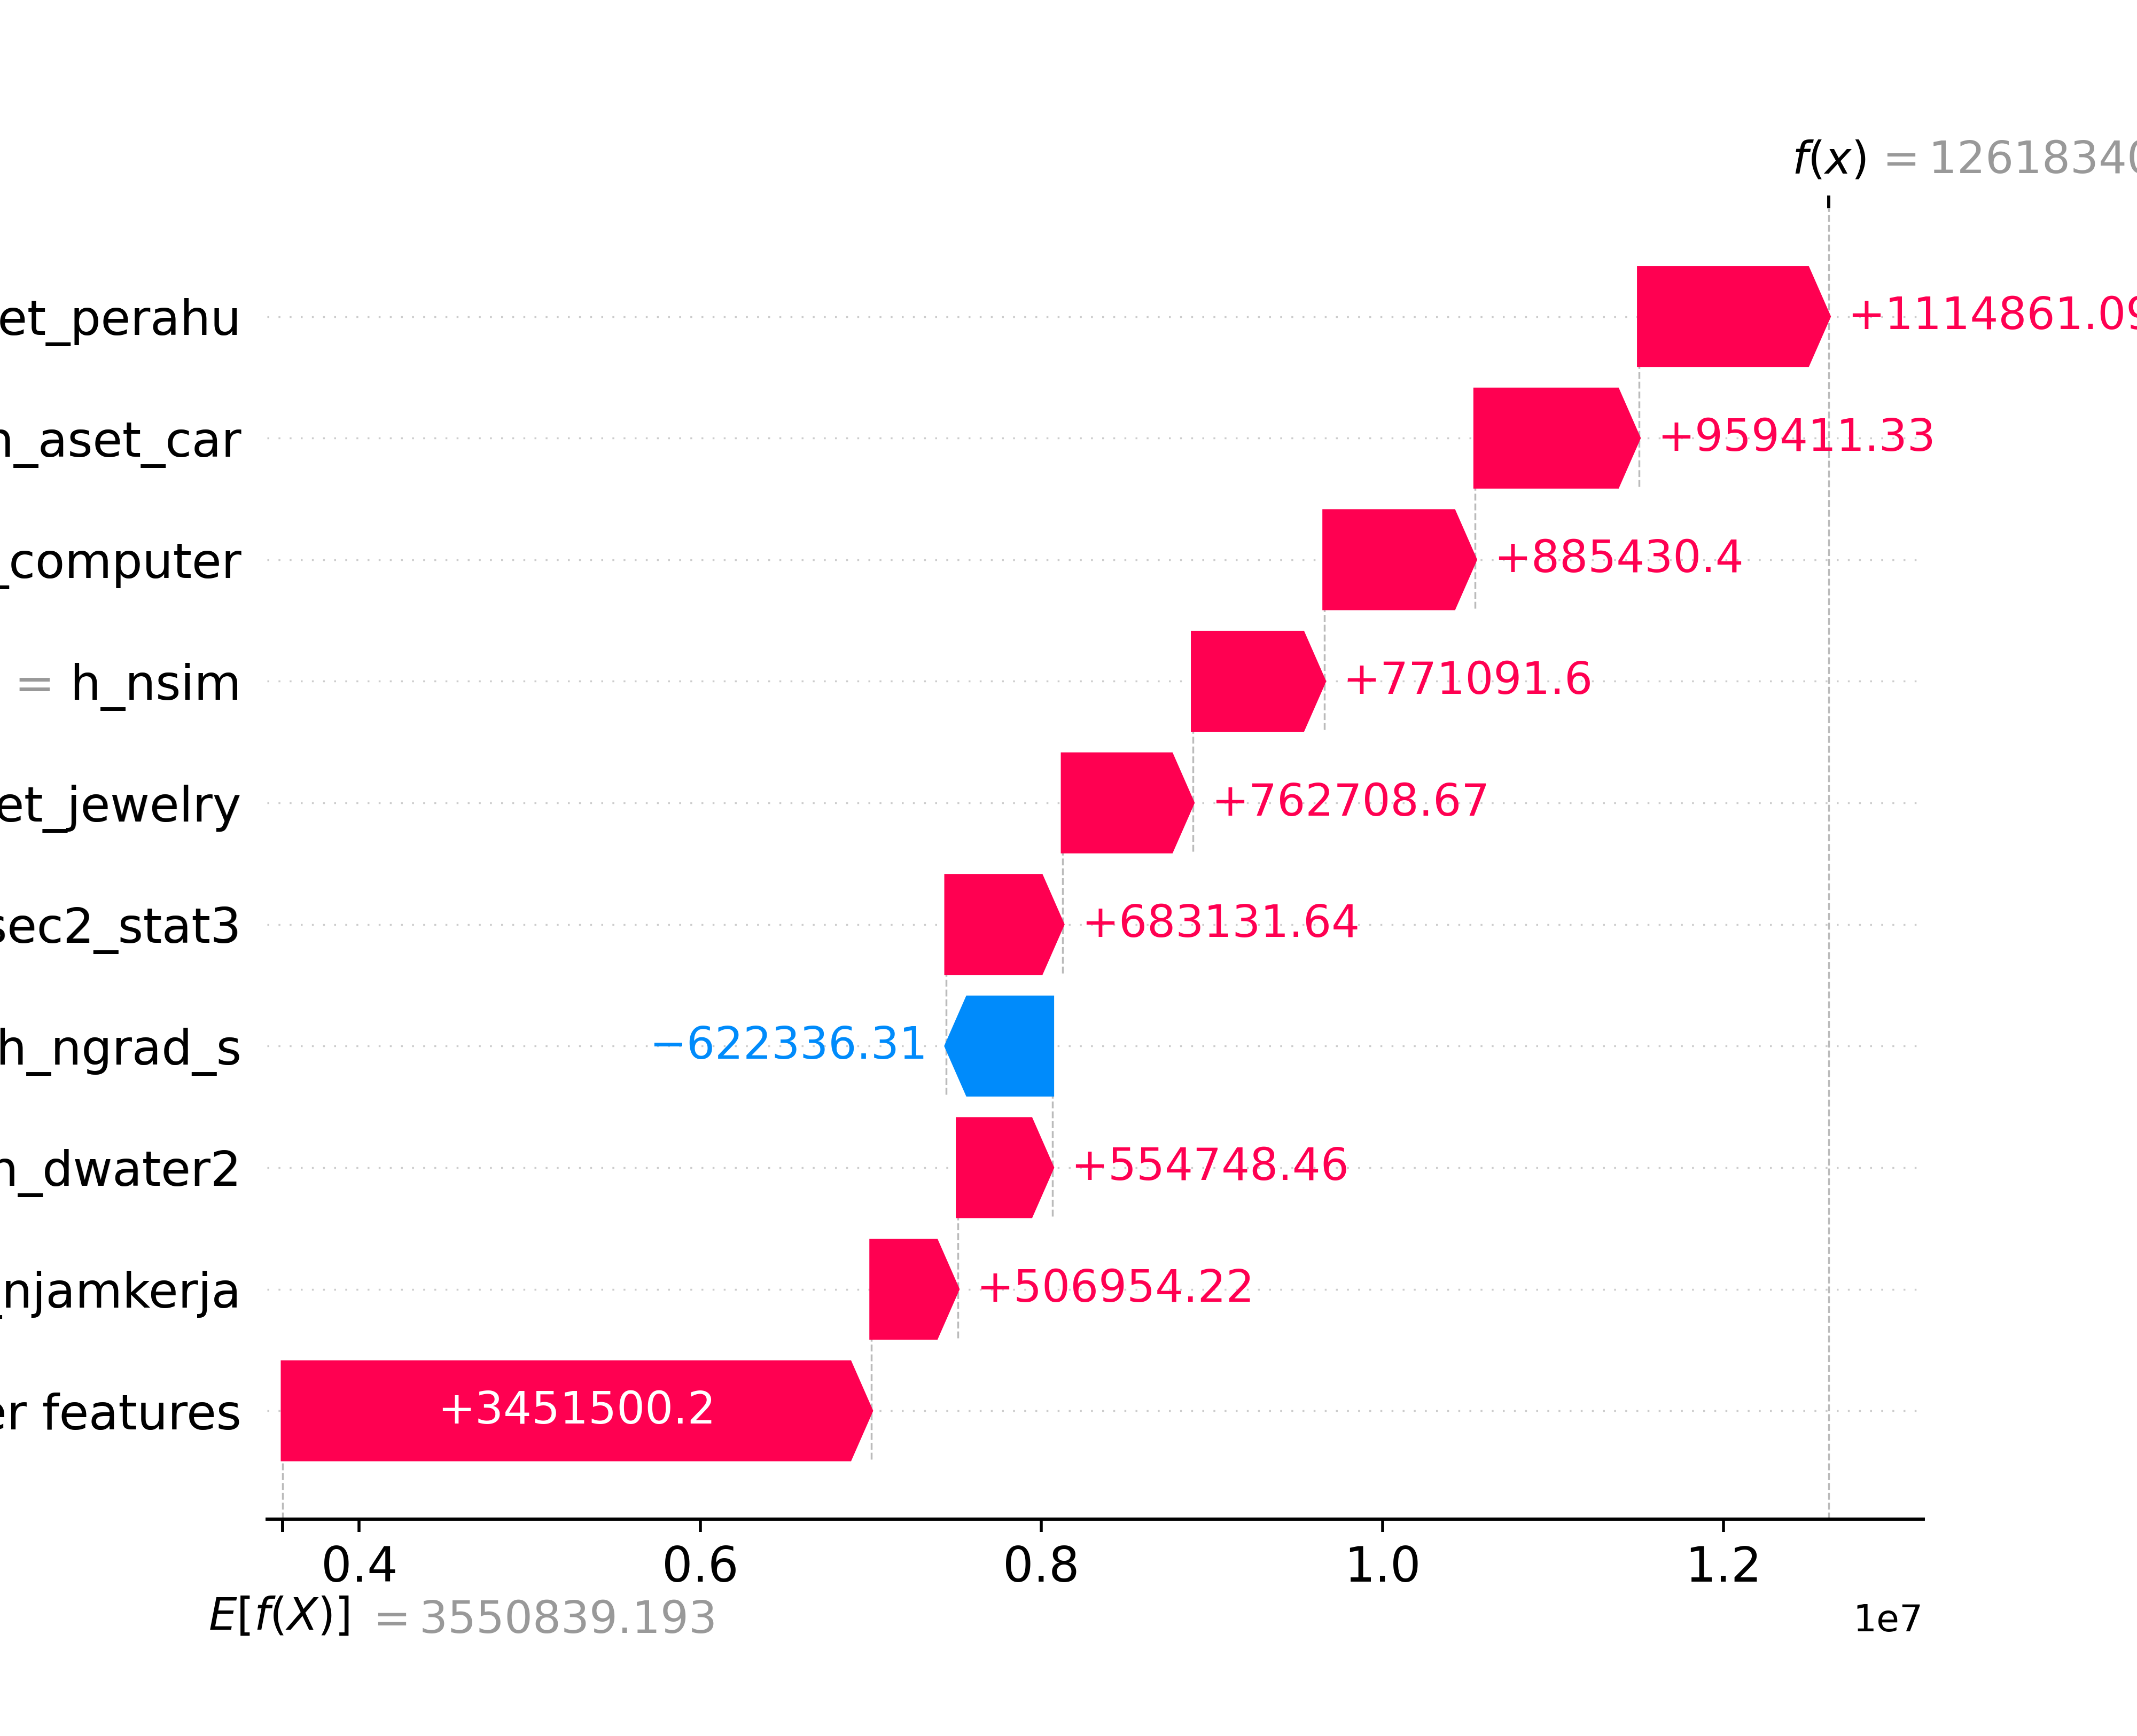 f(x) = 12618340
et_perahu +1114861.09
_aset_car +959411.33
_computer +885430.4
= h_nsim +771091.6
et_jewelry +762708.67
sec2_stat3 +683131.64
h_ngrad_s −622336.31
_dwater2 +554748.46
njamkerja +506954.22
er features +3451500.2
0.4 0.6 0.8 1.0 1.2
E[f(X)] = 3550839.193 1e7